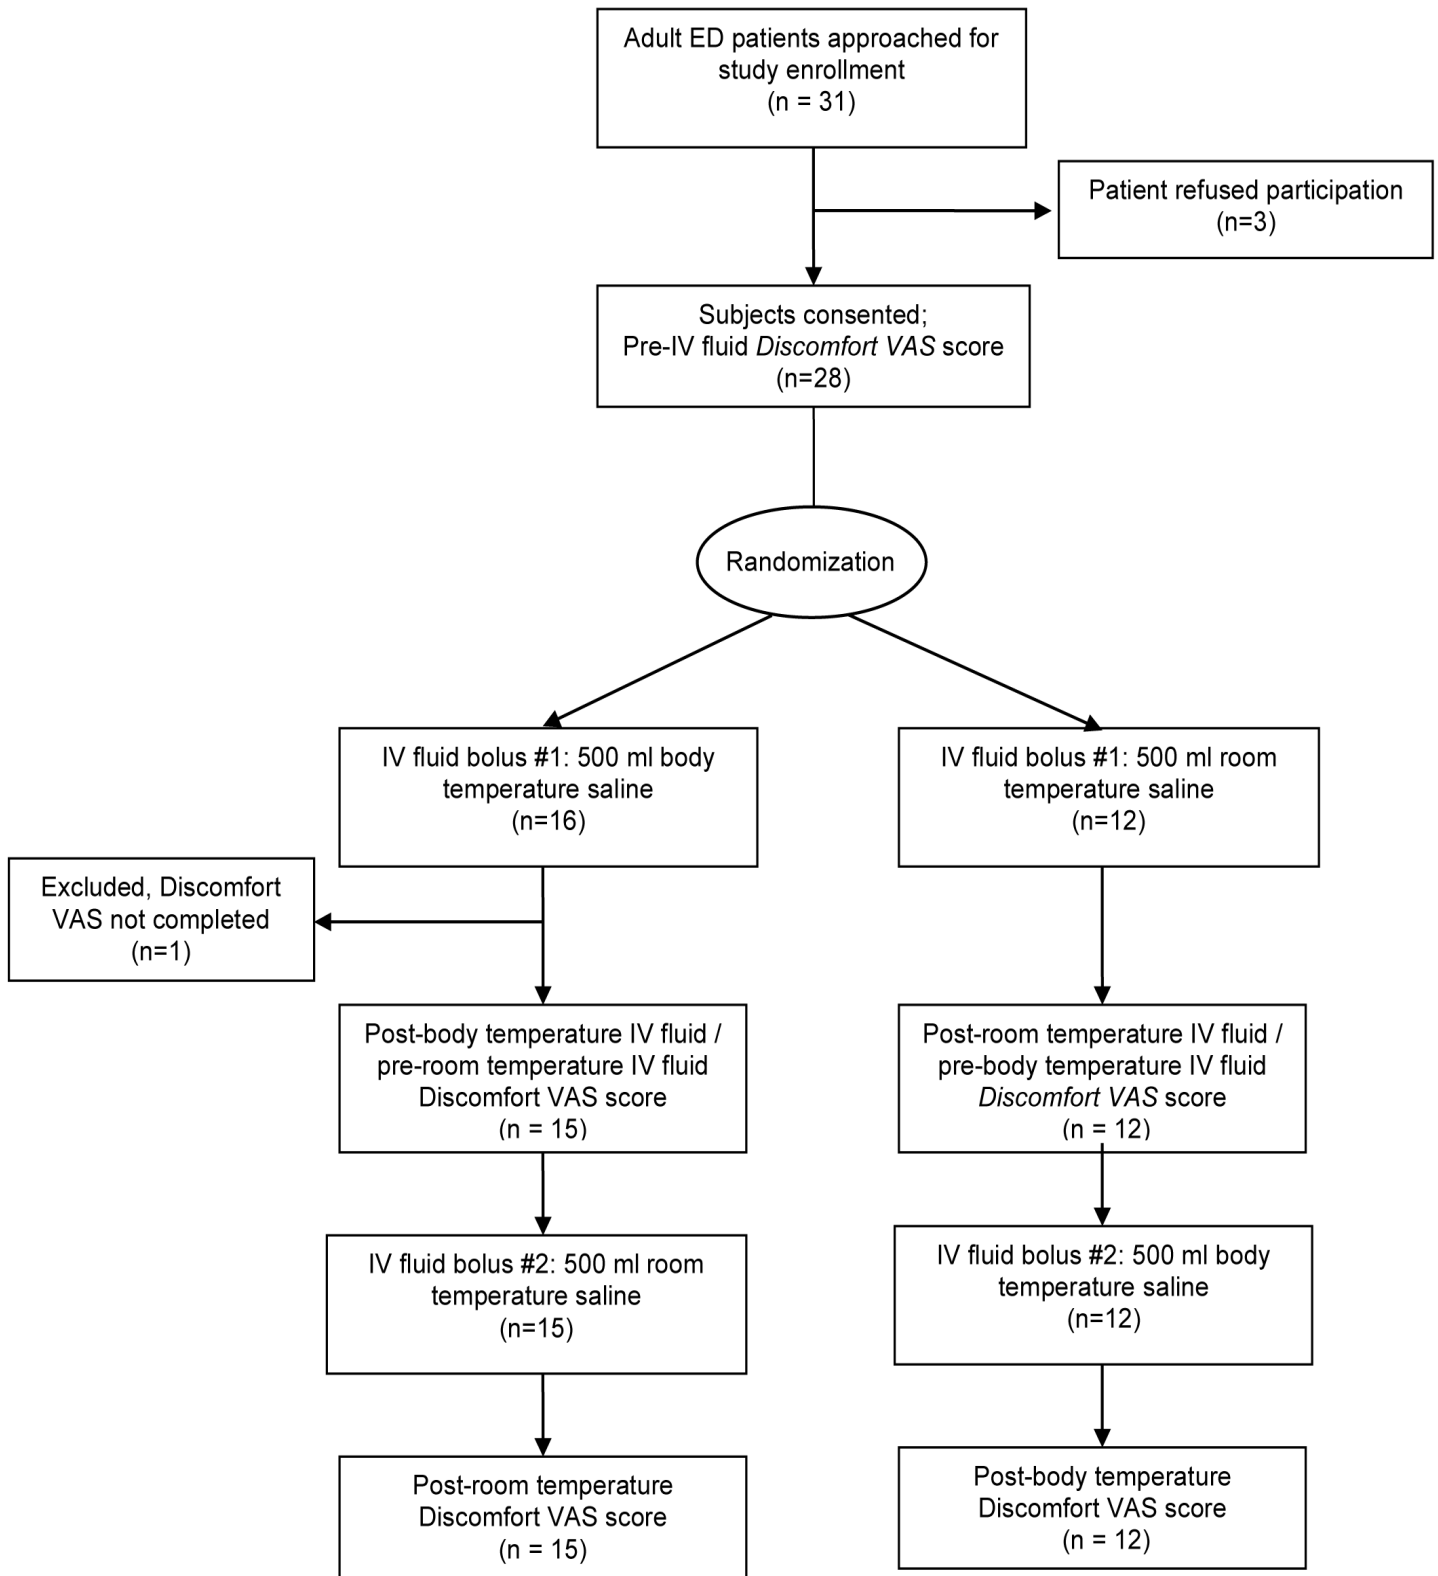 Adult ED patients approached for
study enrollment
(n = 31)
Patient refused participation
(n=3)
Subjects consented;
Pre-IV fluid Discomfort VAS score
(n=28)
Randomization
IV fluid bolus #1: 500 ml body
temperature saline
(n=16)
IV fluid bolus #1: 500 ml room
temperature saline
(n=12)
Excluded, Discomfort
VAS not completed
(n=1)
Post-body temperature IV fluid /
pre-room temperature IV fluid
Discomfort VAS score
(n = 15)
Post-room temperature IV fluid /
pre-body temperature IV fluid
Discomfort VAS score
(n = 12)
IV fluid bolus #2: 500 ml room
temperature saline
(n=15)
IV fluid bolus #2: 500 ml body
temperature saline
(n=12)
Post-room temperature
Discomfort VAS score
(n = 15)
Post-body temperature
Discomfort VAS score
(n = 12)